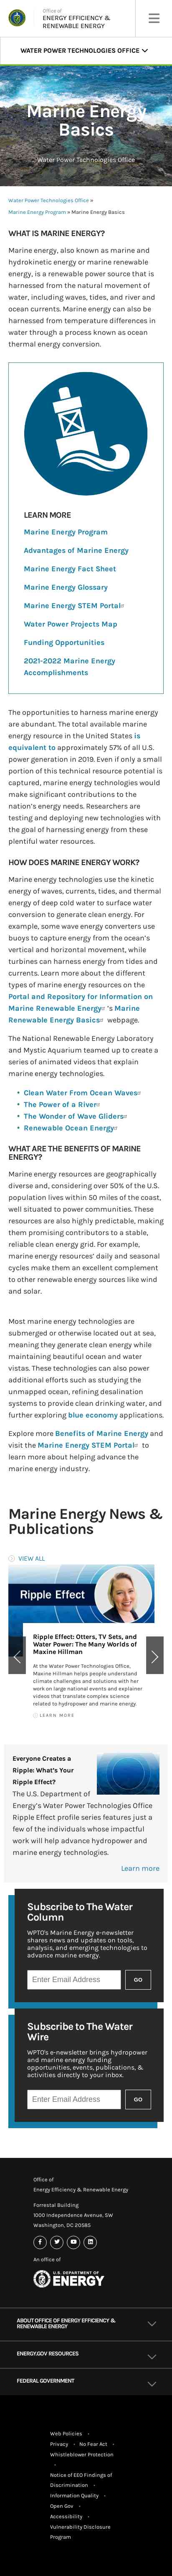 Office of
ENERGY EFFICIENCY &
RENEWABLE ENERGY
WATER POWER TECHNOLOGIES OFFICE
Marine Energy
Basics
Water Power Technologies Office
Water Power Technologies Office »
Marine Energy Program » Marine Energy Basics
WHAT IS MARINE ENERGY?
Marine energy, also known as marine and
hydrokinetic energy or marine renewable
energy, is a renewable power source that is
harnessed from the natural movement of
water, including waves, tides, and river and
ocean currents. Marine energy can also be
harnessed from temperature differences in
water through a process known as ocean
thermal energy conversion.
LEARN MORE
Marine Energy Program
Advantages of Marine Energy
Marine Energy Fact Sheet
Marine Energy Glossary
Marine Energy STEM Portal
Water Power Projects Map
Funding Opportunities
2021-2022 Marine Energy
Accomplishments
The opportunities to harness marine energy
are abundant. The total available marine
energy resource in the United States is
equivalent to approximately 57% of all U.S.
power generation in 2019. Even if only a small
portion of this technical resource potential is
captured, marine energy technologies would
make significant contributions to the
nation's energy needs. Researchers are
testing and deploying new technologies with
the goal of harnessing energy from these
plentiful water resources.
HOW DOES MARINE ENERGY WORK?
Marine energy technologies use the kinetic
energy of waves, currents, tides, and thermal
energy of deep cold water to shallow warm
water conversions to generate clean energy.
For example, some wave energy converters use
buoys to capture energy from the ocean's
vertical and horizontal movement, while
turbines can harness energy from tides and
currents. Learn more about the different types
of marine energy resources and more on the
Portal and Repository for Information on
Marine Renewable Energy 's Marine
Renewable Energy Basics webpage.
The National Renewable Energy Laboratory
and Mystic Aquarium teamed up to create a
series of animated videos that explain basic
marine energy technologies.
• Clean Water From Ocean Waves
• The Power of a River
• The Wonder of Wave Gliders
• Renewable Ocean Energy
WHAT ARE THE BENEFITS OF MARINE
ENERGY?
Marine energy resources are geographically
diverse and, considering over 50% of the U.S.
population lives within 50 miles of the coast,
will play a critical role in achieving a stable,
reliable clean energy grid. For example,
marine energy resources' daily and seasonal
cycles make them an excellent complement to
other renewable energy sources like wind and
solar.
Most marine energy technologies are
submerged or otherwise located out at sea,
meaning they can generate clean energy while
maintaining beautiful ocean and water
vistas. These technologies can also power
additional clean energy efforts, such as
recharging electric vehicle fleets at ports,
reducing pollution in marine settings, and
further exploring blue economy applications.
Explore more Benefits of Marine Energy and
visit the Marine Energy STEM Portal to
learn more about helping advance the
marine energy industry.
Marine Energy News &
Publications
VIEW ALL
Ripple Effect
Ripple Effect: Otters, TV Sets, and
Water Power: The Many Worlds of
Maxine Hillman
At the Water Power Technologies Office,
Maxine Hillman helps people understand
climate challenges and solutions with her
work on large national events and explainer
videos that translate complex science
related to hydropower and marine energy.
LEARN MORE
Everyone Creates a
Ripple: What's Your
Ripple Effect?
The U.S. Department of
Energy's Water Power Technologies Office
Ripple Effect profile series features just a
few of the individuals whose impactful
work will help advance hydropower and
marine energy technologies.
Learn more
Subscribe to The Water
Column
WPTO's Marine Energy e-newsletter
shares news and updates on tools,
analysis, and emerging technologies to
advance marine energy.
Enter Email Address GO
Subscribe to The Water
Wire
WPTO's e-newsletter brings hydropower
and marine energy funding
opportunities, events, publications, &
activities directly to your inbox.
Enter Email Address GO
Office of
Energy Efficiency & Renewable Energy
Forrestal Building
1000 Independence Avenue, SW
Washington, DC 20585
An office of
U.S. DEPARTMENT OF
ENERGY
ABOUT OFFICE OF ENERGY EFFICIENCY &
RENEWABLE ENERGY
ENERGY.GOV RESOURCES
FEDERAL GOVERNMENT
Web Policies •
Privacy • No Fear Act •
Whistleblower Protection
•
Notice of EEO Findings of
Discrimination •
Information Quality •
Open Gov •
Accessibility •
Vulnerability Disclosure
Program